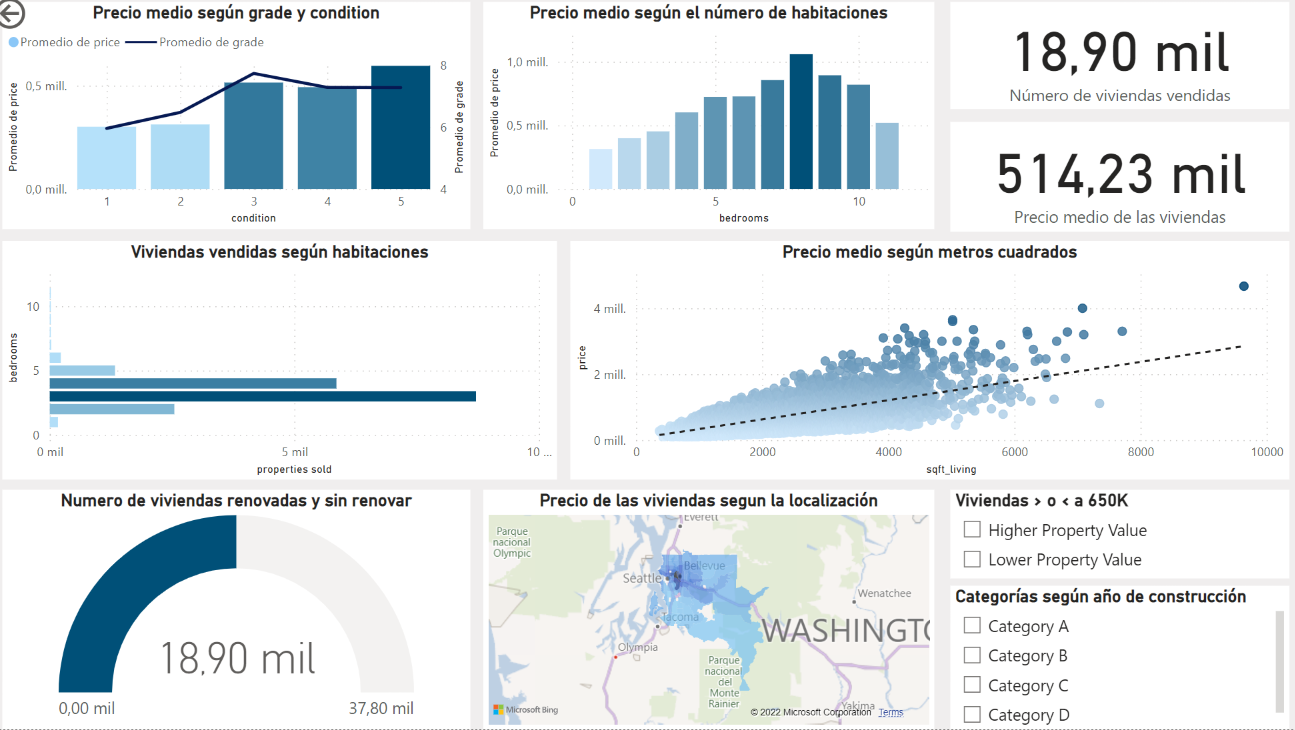 Precio medio según grade y condition
Promedio de price Promedio de grade
Promedio de price
0,5 mill.
0,0 mill.
8
6
4
Promedio de grade
1 2 3 4 5
condition
Precio medio según el número de habitaciones
Promedio de price
1,0 mill.
0,5 mill.
0,0 mill.
0 5 10
bedrooms
18,90 mil
Número de viviendas vendidas
514,23 mil
Precio medio de las viviendas
Viviendas vendidas según habitaciones
bedrooms
10
5
0
0 mil 5 mil 10 ...
properties sold
Precio medio según metros cuadrados
price
4 mill.
2 mill.
0 mill.
0 2000 4000 6000 8000 10000
sqft_living
Numero de viviendas renovadas y sin renovar
18,90 mil
0,00 mil 37,80 mil
Precio de las viviendas segun la localización
Everett
Parque
nacional
Olympic
Bellevue
Seattle
Wenatchee
Tacoma
WASHINGTO
Olympia
Parque
nacional
del
Monte
Rainier
Yakima
Microsoft Bing
© 2022 Microsoft Corporation Terms
Viviendas > o < a 650K
Higher Property Value
Lower Property Value
Categorías según año de construcción
Category A
Category B
Category C
Category D